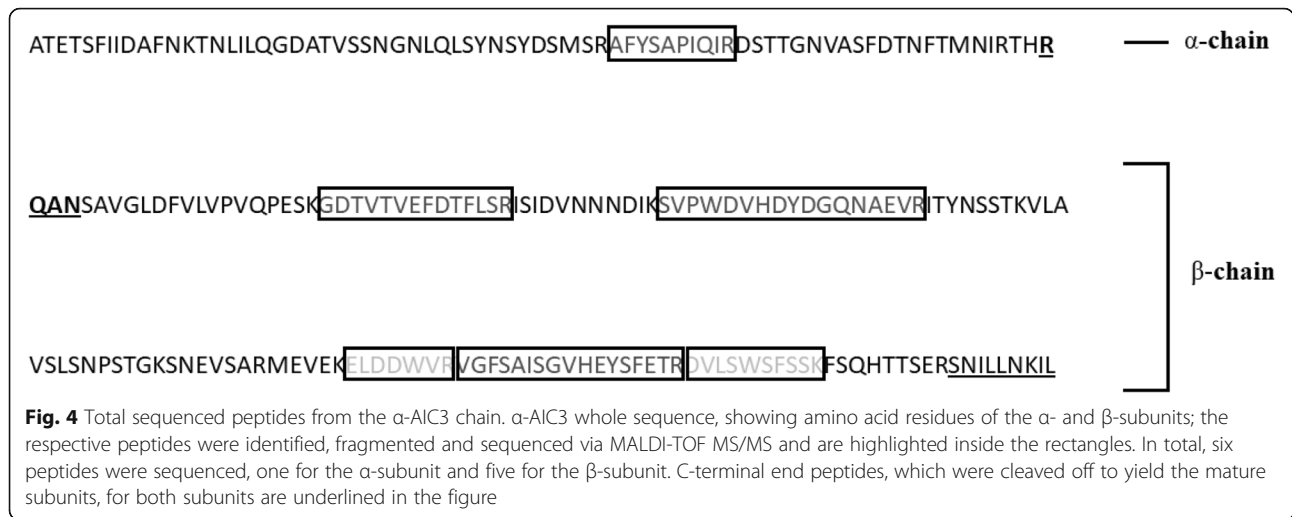 ATETSFIIDAFNKTNLILQGDATVSSNGNLQLSYNSYDSMSRAFYSAPIQIRDSTTGNVASFDTNFTMNIRTHR
α-chain
QANSAVGLDFVLVPVQPESKGDTVTVEFDTFLSRISIDVNNNDIKSVPWDVHDYDGQNAEVRITYNSSTKVLA
β-chain
VSLSNPSTGKSNEVSARMEVEKELDDWVRVGFSAISGVHEYSFETRDVLSWSFSSKFSQHTTSERSNILLNKIL
Fig. 4 Total sequenced peptides from the α-AIC3 chain. α-AIC3 whole sequence, showing amino acid residues of the α- and β-subunits; the
respective peptides were identified, fragmented and sequenced via MALDI-TOF MS/MS and are highlighted inside the rectangles. In total, six
peptides were sequenced, one for the α-subunit and five for the β-subunit. C-terminal end peptides, which were cleaved off to yield the mature
subunits, for both subunits are underlined in the figure